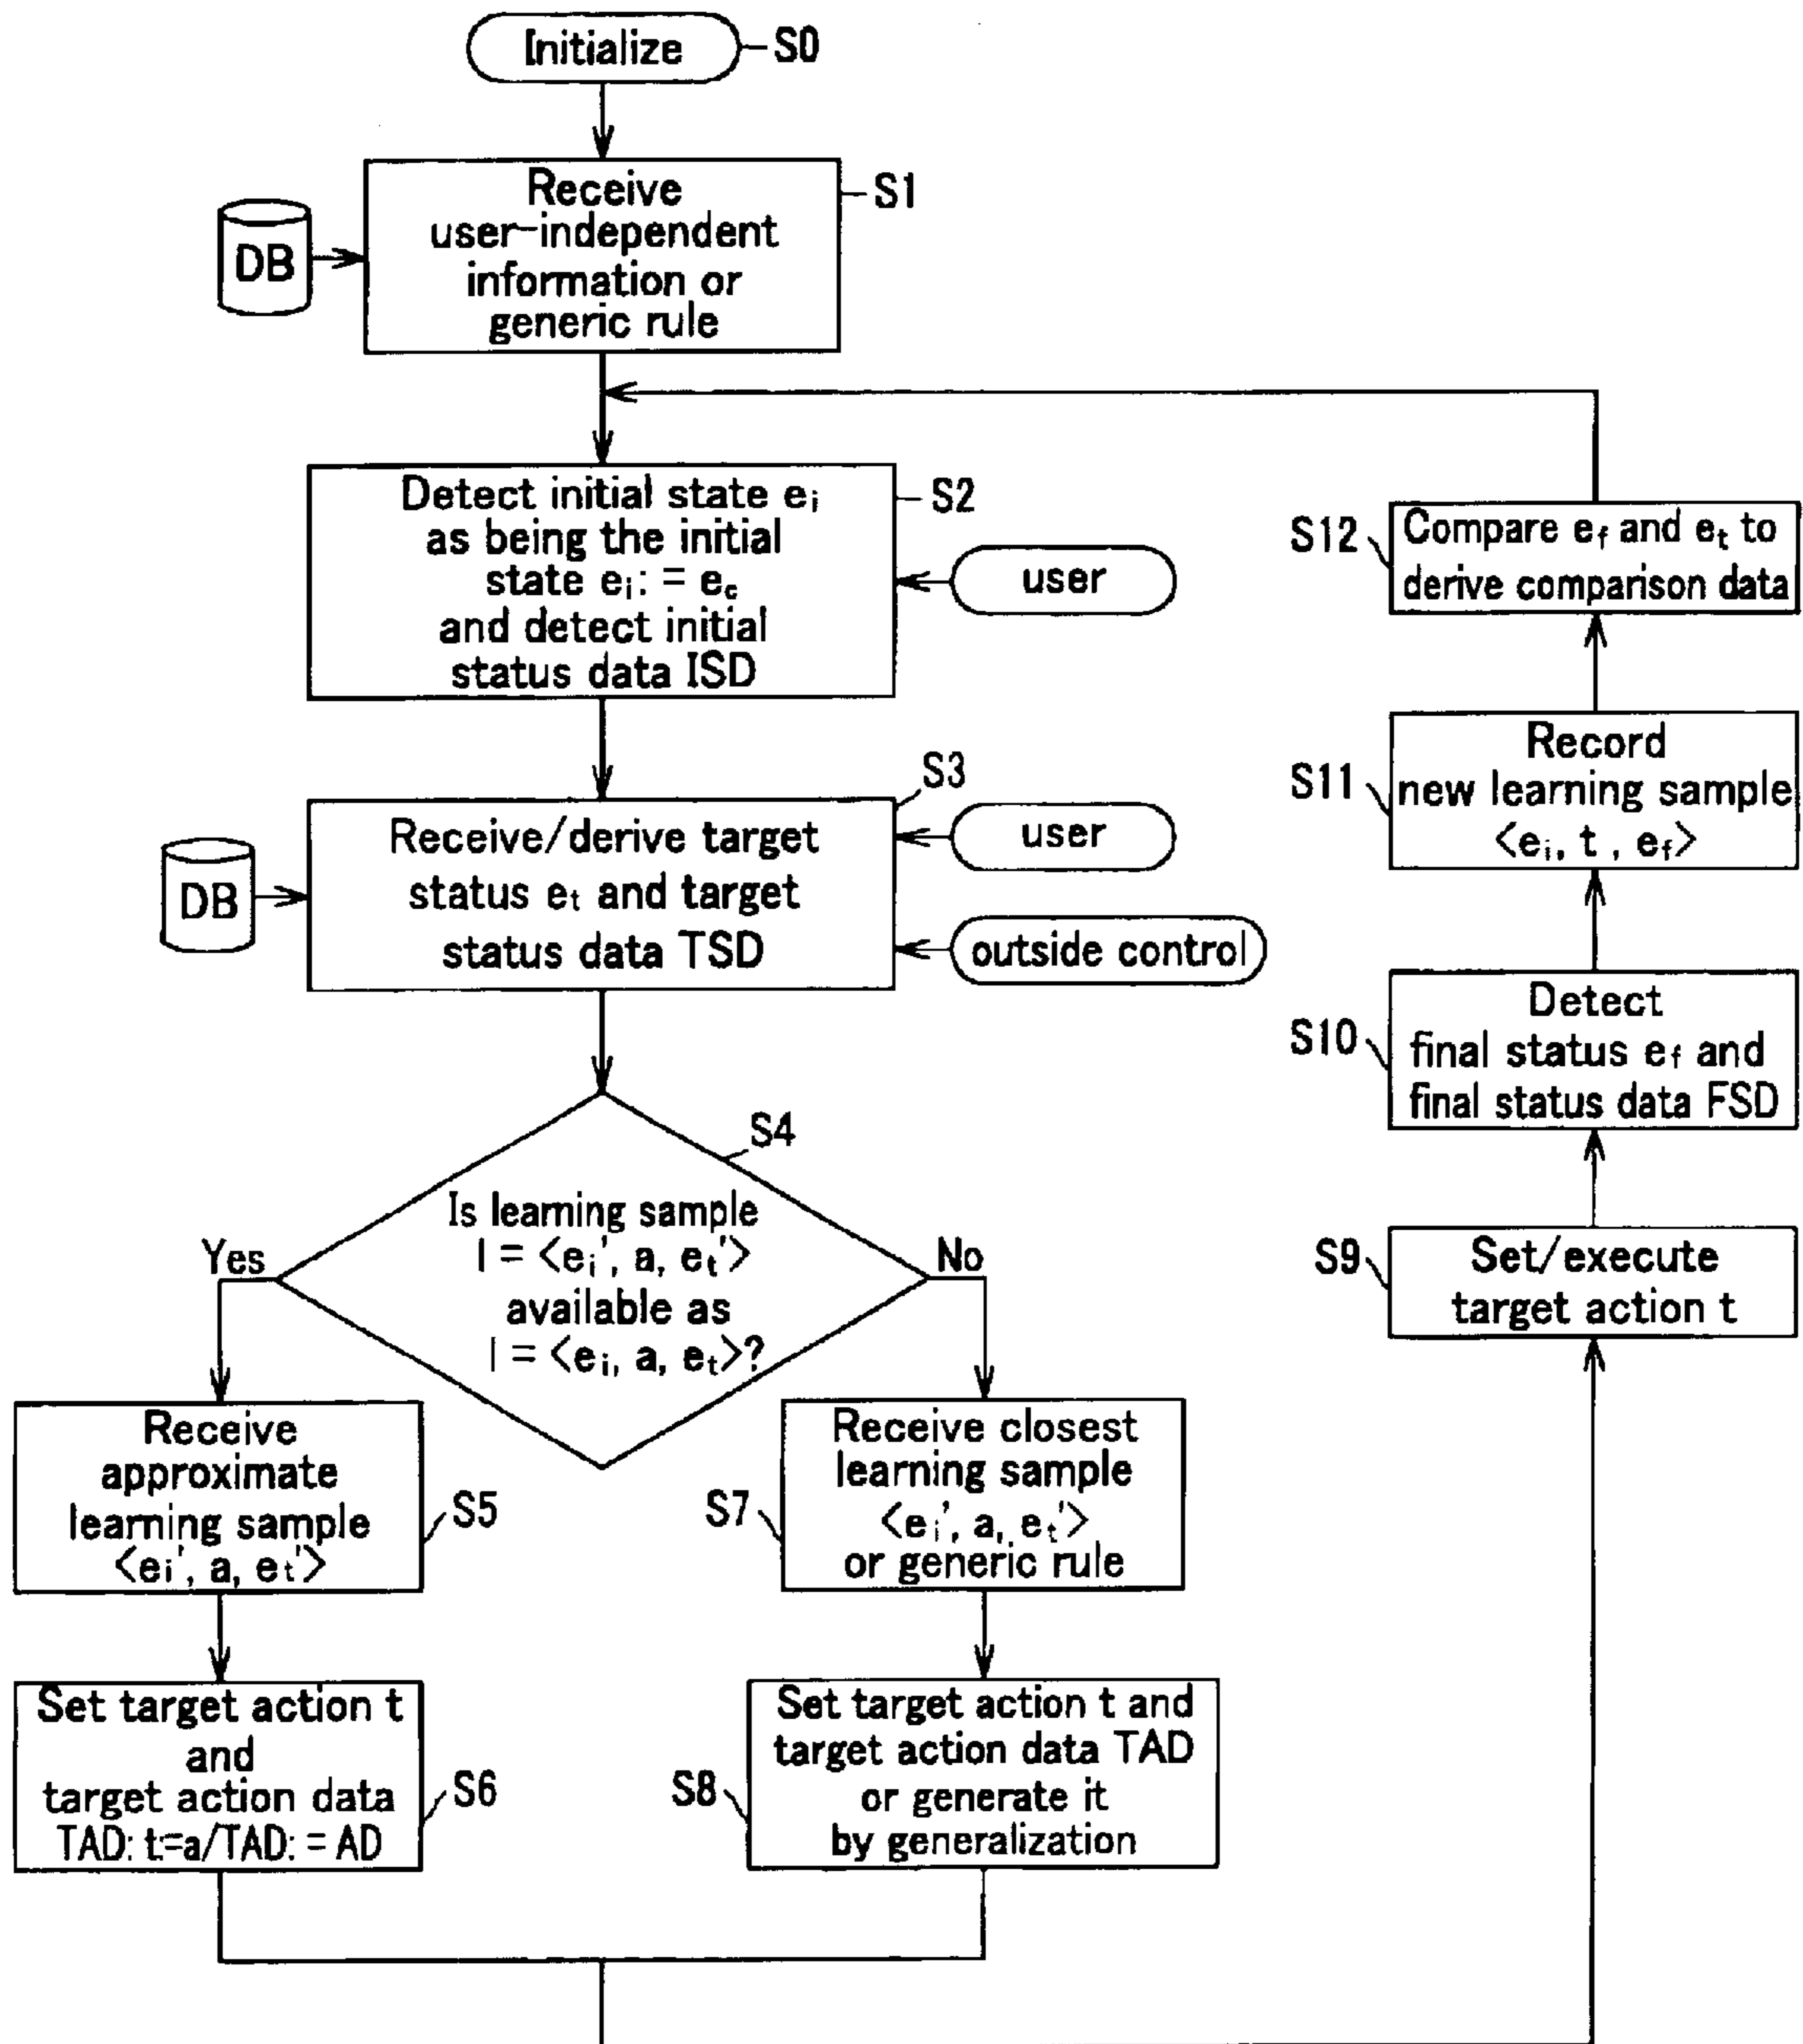 Initialize
S0
Receive
user-independent
information or
generic rule
S1
DB
Detect initial state ei
as being the initial
state ei: = ec
and detect initial
status data ISD
S2
user
Receive/derive target
status et and target
status data TSD
S3
DB
user
outside control
S4
Is learning sample
l = <ei', a, et'>
available as
l = <ei, a, et>?
Yes
No
Receive
approximate
learning sample
<ei', a, et'>
S5
Set target action t
and
target action data
TAD: t:=a/TAD: = AD
S6
Receive closest
learning sample
<ei', a, et'>
or generic rule
S7
Set target action t and
target action data TAD
or generate it
by generalization
S8
Set/execute
target action t
S9
Detect
final status ef and
final status data FSD
S10
Record
new learning sample
<ei, t , ef>
S11
Compare ef and et to
derive comparison data
S12